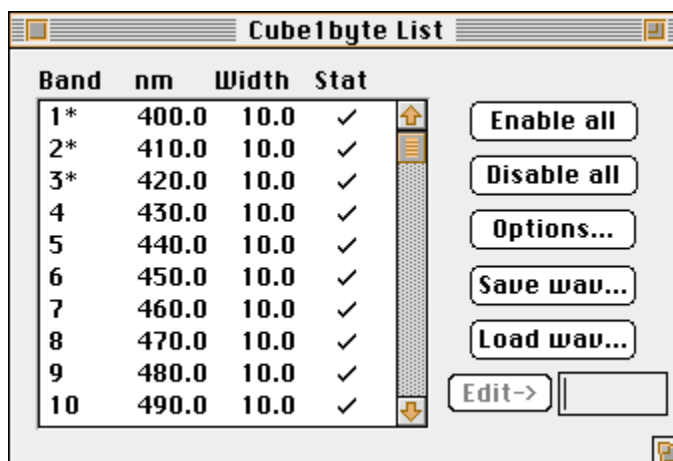 Cube1byte List
Band nm Width Stat
1* 400.0 10.0 ✓
2* 410.0 10.0 ✓
3* 420.0 10.0 ✓
4 430.0 10.0 ✓
5 440.0 10.0 ✓
6 450.0 10.0 ✓
7 460.0 10.0 ✓
8 470.0 10.0 ✓
9 480.0 10.0 ✓
10 490.0 10.0 ✓
Enable all
Disable all
Options...
Save wav...
Load wav...
Edit->